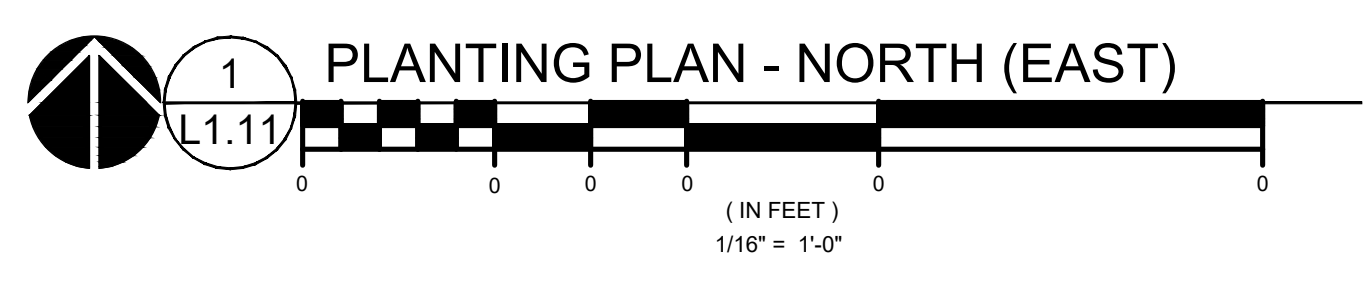 1
L1.11
PLANTING PLAN - NORTH (EAST)
0 0 0 0 0 0
( IN FEET )
1/16" = 1'-0"